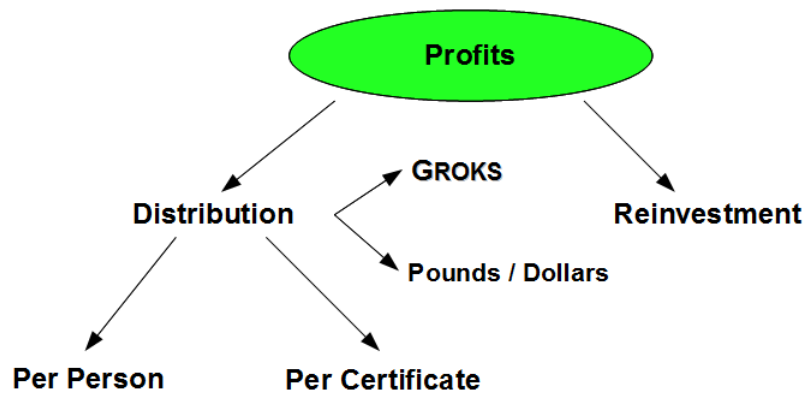 Profits
GROKS
Distribution
Reinvestment
Pounds / Dollars
Per Person
Per Certificate